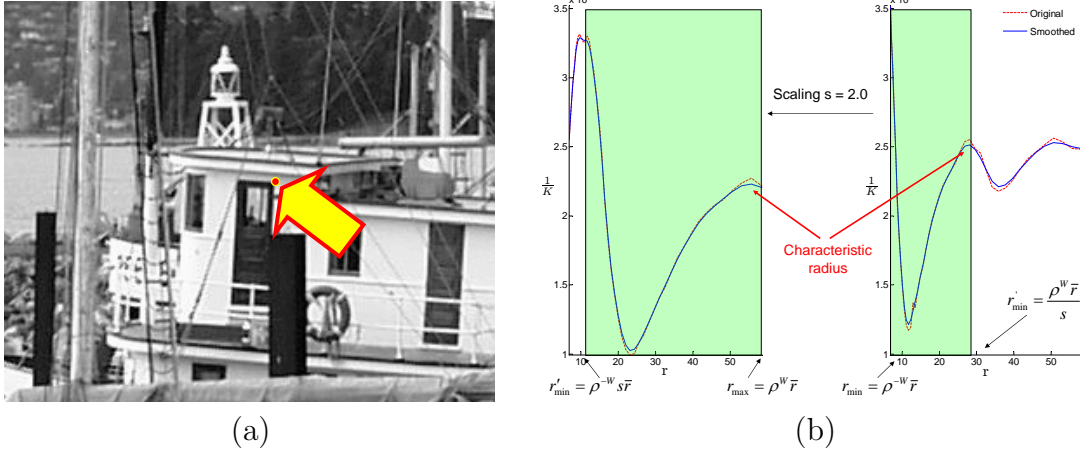 x 10
3.5
3
2.5
2
1.5
1
1/K
10 20 30 40 50
r
Scaling s = 2.0
Characteristic
radius
3.5
3
2.5
2
1.5
1
1/K
10 20 30 40 50
r
Original
Smoothed
r'min = ρ^W r̄ / s
r′min = ρ^−W s r̄
rmax = ρ^W r̄
rmin = ρ^−W r̄
(a)
(b)